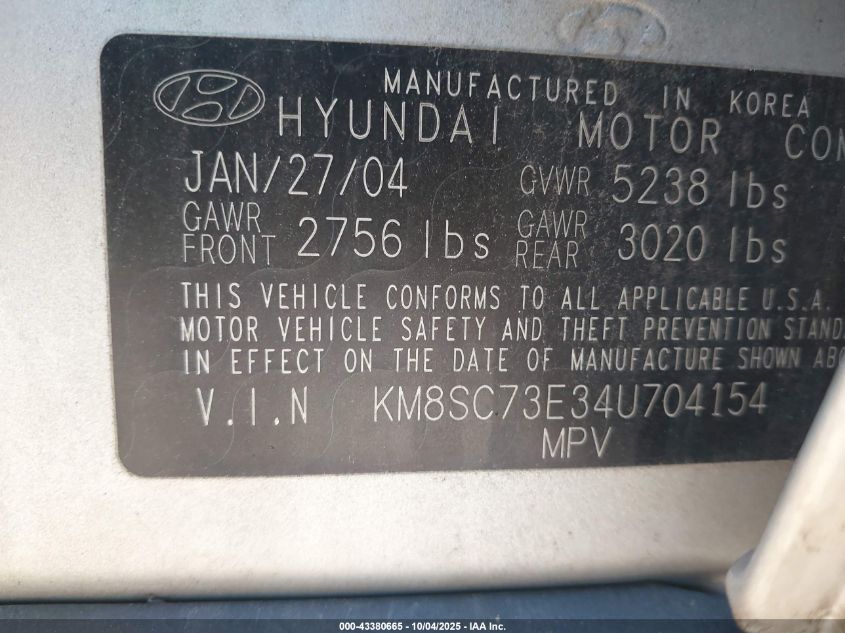 MANUFACTURED IN KOREA
HYUNDAI MOTOR
JAN/27/04 GVWR 5238 lbs
GAWR FRONT 2756 lbs GAWR REAR 3020 lbs
THIS VEHICLE CONFORMS TO ALL APPLICABLE U.S.A.
MOTOR VEHICLE SAFETY AND THEFT PREVENTION
IN EFFECT ON THE DATE OF MANUFACTURE SHOWN
V.I.N KM8SC73E34U704154
MPV
000-43380665 - 10/04/2025 - IAA Inc.